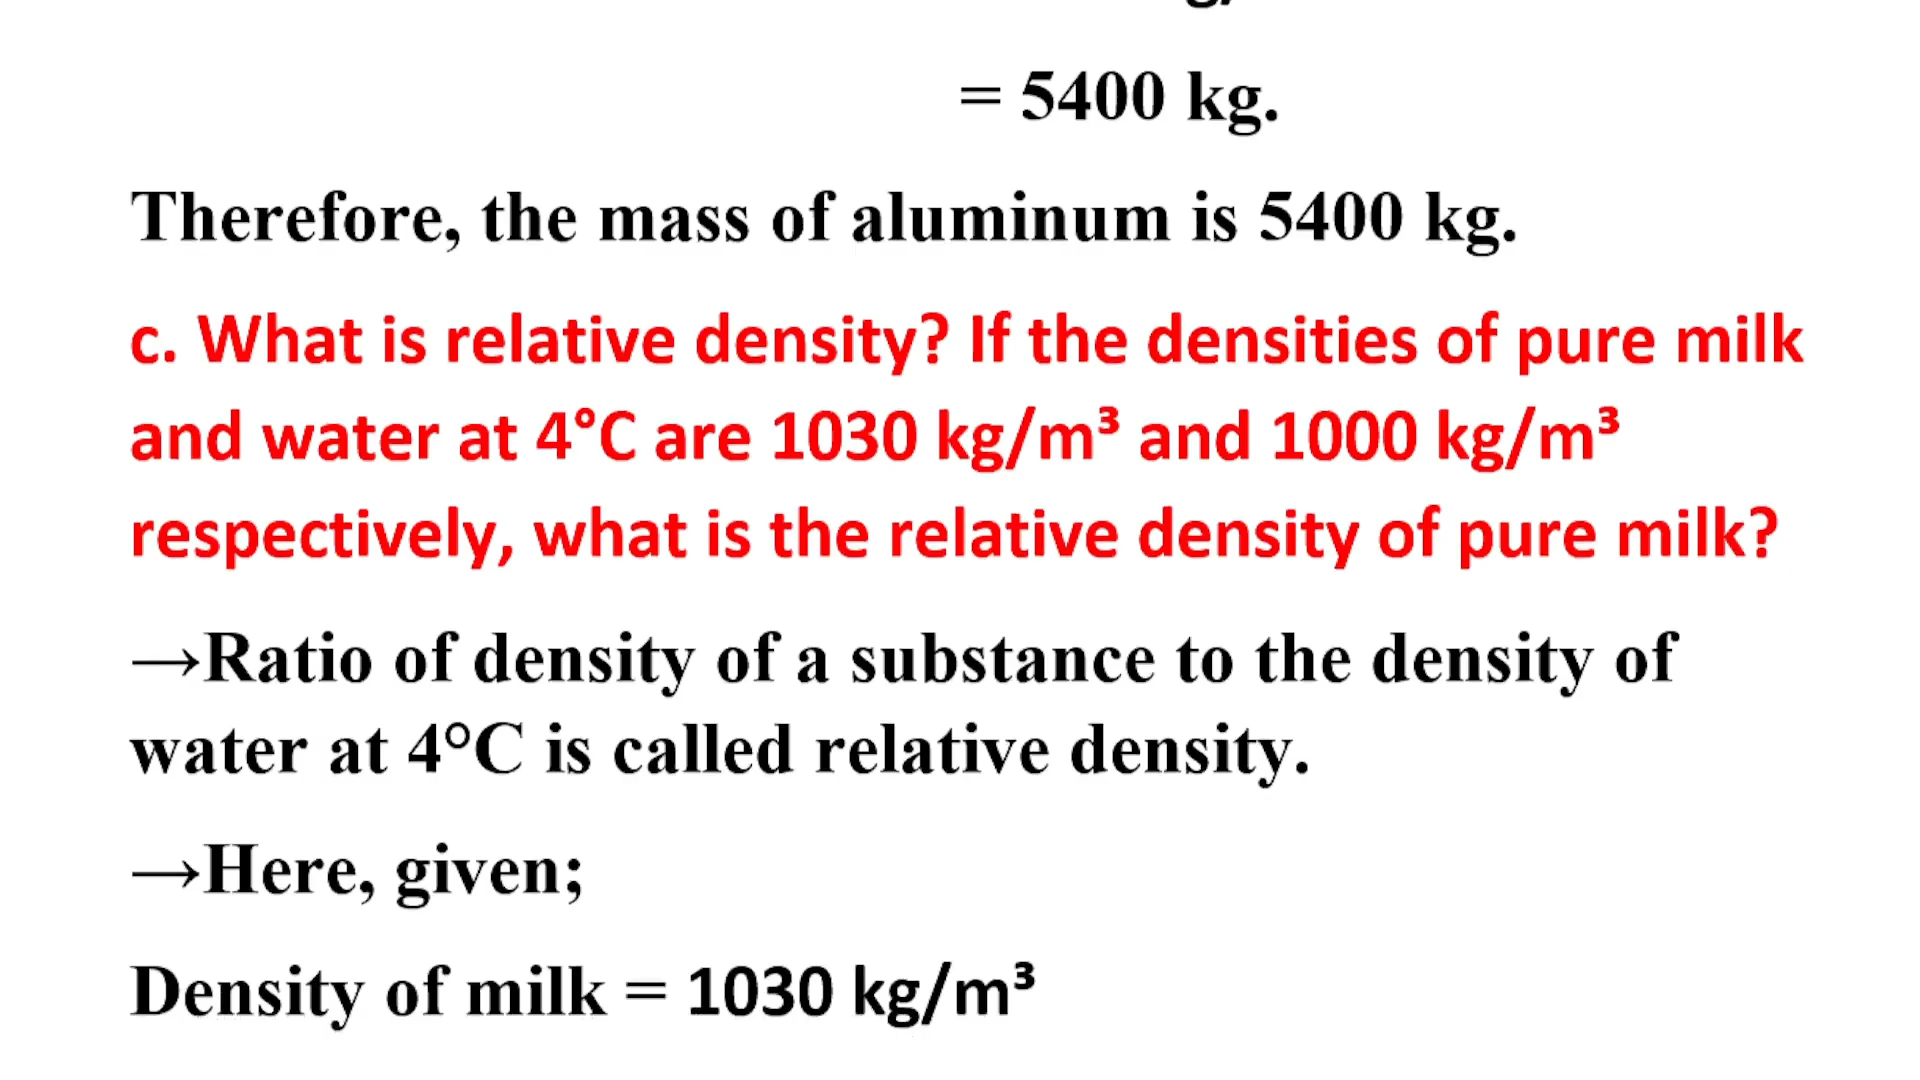 = 5400 kg.
Therefore, the mass of aluminum is 5400 kg.
c. What is relative density? If the densities of pure milk
and water at 4°C are 1030 kg/m³ and 1000 kg/m³
respectively, what is the relative density of pure milk?
→Ratio of density of a substance to the density of
water at 4°C is called relative density.
→Here, given;
Density of milk = 1030 kg/m³